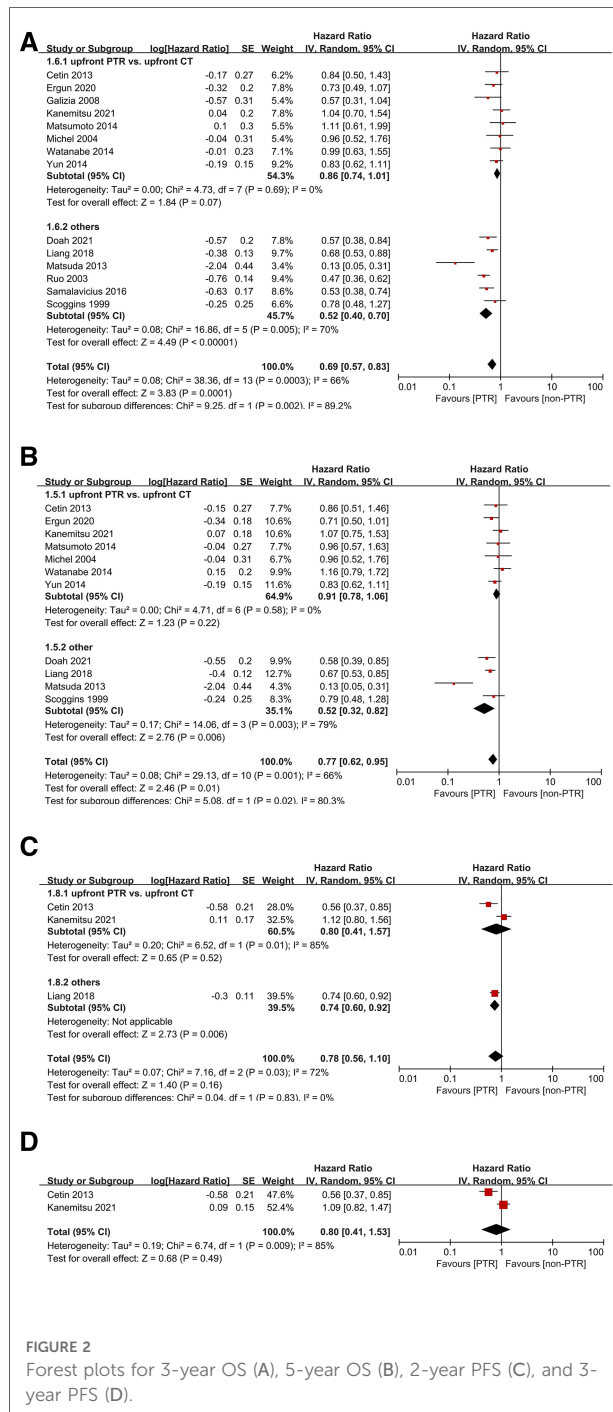 A
Hazard Ratio Hazard Ratio
Study or Subgroup log[Hazard Ratio] SE Weight IV, Random, 95% CI IV, Random, 95% CI
1.6.1 upfront PTR vs. upfront CT
Cetin 2013 -0.17 0.27 6.2% 0.84 [0.50, 1.43]
Ergun 2020 -0.32 0.2 7.8% 0.73 [0.49, 1.07]
Galizia 2008 -0.57 0.31 5.4% 0.57 [0.31, 1.04]
Kanemitsu 2021 0.04 0.2 7.8% 1.04 [0.70, 1.54]
Matsumoto 2014 0.1 0.3 5.5% 1.11 [0.61, 1.99]
Michel 2004 -0.04 0.31 5.4% 0.96 [0.52, 1.76]
Watanabe 2014 -0.01 0.23 7.1% 0.99 [0.63, 1.55]
Yun 2014 -0.19 0.15 9.2% 0.83 [0.62, 1.11]
Subtotal (95% CI) 54.3% 0.86 [0.74, 1.01]
Heterogeneity: Tau² = 0.00; Chi² = 4.73, df = 7 (P = 0.69); I² = 0%
Test for overall effect: Z = 1.84 (P = 0.07)
1.6.2 others
Doah 2021 -0.57 0.2 7.8% 0.57 [0.38, 0.84]
Liang 2018 -0.38 0.13 9.7% 0.68 [0.53, 0.88]
Matsuda 2013 -2.04 0.44 3.4% 0.13 [0.05, 0.31]
Ruo 2003 -0.76 0.14 9.4% 0.47 [0.36, 0.62]
Samalavicius 2016 -0.63 0.17 8.6% 0.53 [0.38, 0.74]
Scoggins 1999 -0.25 0.25 6.6% 0.78 [0.48, 1.27]
Subtotal (95% CI) 45.7% 0.52 [0.40, 0.70]
Heterogeneity: Tau² = 0.08; Chi² = 16.86, df = 5 (P = 0.005); I² = 70%
Test for overall effect: Z = 4.49 (P < 0.00001)
Total (95% CI) 100.0% 0.69 [0.57, 0.83]
Heterogeneity: Tau² = 0.08; Chi² = 38.36, df = 13 (P = 0.0003); I² = 66%
Test for overall effect: Z = 3.83 (P = 0.0001)
Test for subgroup differences: Chi² = 9.25, df = 1 (P = 0.002), I² = 89.2%
0.01 0.1 1 10 100
Favours [PTR] Favours [non-PTR]
B
Hazard Ratio Hazard Ratio
Study or Subgroup log[Hazard Ratio] SE Weight IV, Random, 95% CI IV, Random, 95% CI
1.5.1 upfront PTR vs. upfront CT
Cetin 2013 -0.15 0.27 7.7% 0.86 [0.51, 1.46]
Ergun 2020 -0.34 0.18 10.6% 0.71 [0.50, 1.01]
Kanemitsu 2021 0.07 0.18 10.6% 1.07 [0.75, 1.53]
Matsumoto 2014 -0.04 0.27 7.7% 0.96 [0.57, 1.63]
Michel 2004 -0.04 0.31 6.7% 0.96 [0.52, 1.76]
Watanabe 2014 0.15 0.2 9.9% 1.16 [0.79, 1.72]
Yun 2014 -0.19 0.15 11.6% 0.83 [0.62, 1.11]
Subtotal (95% CI) 64.9% 0.91 [0.78, 1.06]
Heterogeneity: Tau² = 0.00; Chi² = 4.71, df = 6 (P = 0.58); I² = 0%
Test for overall effect: Z = 1.23 (P = 0.22)
1.5.2 other
Doah 2021 -0.55 0.2 9.9% 0.58 [0.39, 0.85]
Liang 2018 -0.4 0.12 12.7% 0.67 [0.53, 0.85]
Matsuda 2013 -2.04 0.44 4.3% 0.13 [0.05, 0.31]
Scoggins 1999 -0.24 0.25 8.3% 0.79 [0.48, 1.28]
Subtotal (95% CI) 35.1% 0.52 [0.32, 0.82]
Heterogeneity: Tau² = 0.17; Chi² = 14.06, df = 3 (P = 0.003); I² = 79%
Test for overall effect: Z = 2.76 (P = 0.006)
Total (95% CI) 100.0% 0.77 [0.62, 0.95]
Heterogeneity: Tau² = 0.08; Chi² = 29.13, df = 10 (P = 0.001); I² = 66%
Test for overall effect: Z = 2.46 (P = 0.01)
Test for subgroup differences: Chi² = 5.08, df = 1 (P = 0.02), I² = 80.3%
0.01 0.1 1 10 100
Favours [PTR] Favours [non-PTR]
C
Hazard Ratio Hazard Ratio
Study or Subgroup log[Hazard Ratio] SE Weight IV, Random, 95% CI IV, Random, 95% CI
1.8.1 upfront PTR vs. upfront CT
Cetin 2013 -0.58 0.21 28.0% 0.56 [0.37, 0.85]
Kanemitsu 2021 0.11 0.17 32.5% 1.12 [0.80, 1.56]
Subtotal (95% CI) 60.5% 0.80 [0.41, 1.57]
Heterogeneity: Tau² = 0.20; Chi² = 6.52, df = 1 (P = 0.01); I² = 85%
Test for overall effect: Z = 0.65 (P = 0.52)
1.8.2 others
Liang 2018 -0.3 0.11 39.5% 0.74 [0.60, 0.92]
Subtotal (95% CI) 39.5% 0.74 [0.60, 0.92]
Heterogeneity: Not applicable
Test for overall effect: Z = 2.73 (P = 0.006)
Total (95% CI) 100.0% 0.78 [0.56, 1.10]
Heterogeneity: Tau² = 0.07; Chi² = 7.16, df = 2 (P = 0.03); I² = 72%
Test for overall effect: Z = 1.40 (P = 0.16)
Test for subgroup differences: Chi² = 0.04, df = 1 (P = 0.83), I² = 0%
0.01 0.1 1 10 100
Favours [PTR] Favours [non-PTR]
D
Hazard Ratio Hazard Ratio
Study or Subgroup log[Hazard Ratio] SE Weight IV, Random, 95% CI IV, Random, 95% CI
Cetin 2013 -0.58 0.21 47.6% 0.56 [0.37, 0.85]
Kanemitsu 2021 0.09 0.15 52.4% 1.09 [0.82, 1.47]
Total (95% CI) 100.0% 0.80 [0.41, 1.53]
Heterogeneity: Tau² = 0.19; Chi² = 6.74, df = 1 (P = 0.009); I² = 85%
Test for overall effect: Z = 0.68 (P = 0.49)
0.01 0.1 1 10 100
Favours [PTR] Favours [non-PTR]
FIGURE 2
Forest plots for 3-year OS (A), 5-year OS (B), 2-year PFS (C), and 3-
year PFS (D).